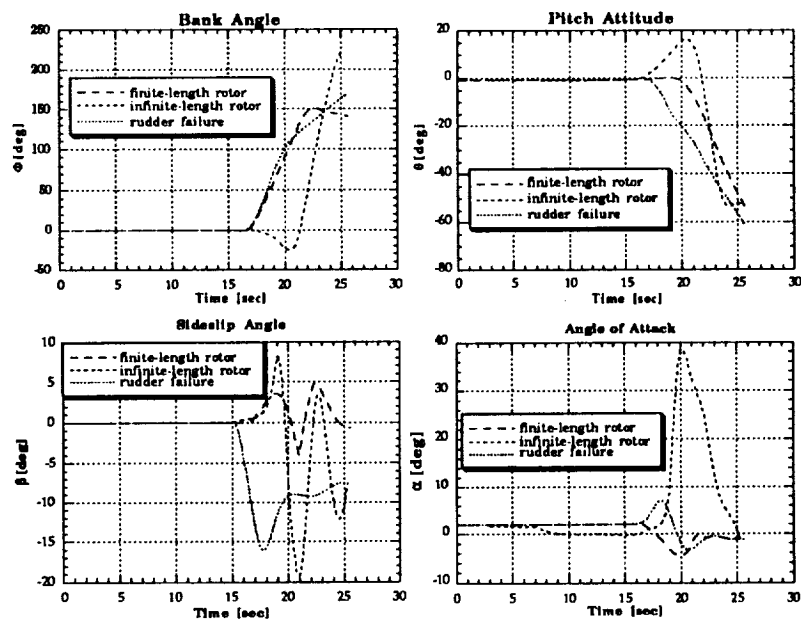 Bank Angle
260
200
150
100
50
0
-50
Φ [deg]
finite-length rotor
infinite-length rotor
rudder failure
0 5 10 15 20 25 30
Time [sec]
Pitch Attitude
20
0
-20
-40
-60
-80
θ [deg]
finite-length rotor
infinite-length rotor
rudder failure
0 5 10 15 20 25 30
Time [sec]
Sideslip Angle
10
5
0
-5
-10
-15
-20
β [deg]
finite-length rotor
infinite-length rotor
rudder failure
0 5 10 15 20 25 30
Time [sec]
Angle of Attack
40
30
20
10
0
-10
α [deg]
finite-length rotor
infinite-length rotor
rudder failure
0 5 10 15 20 25 30
Time [sec]